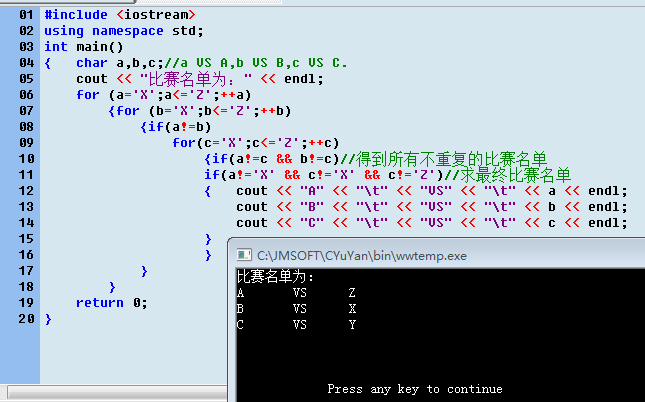 01 #include <iostream>
02 using namespace std;
03 int main()
04 {   char a,b,c;//a VS A,b VS B,c VS C.
05     cout << "比赛名单为：" << endl;
06     for (a='X';a<='Z';++a)
07         {for (b='X';b<='Z';++b)
08             {if(a!=b)
09                 for(c='X';c<='Z';++c)
10                     {if(a!=c && b!=c)//得到所有不重复的比赛名单
11                     if(a!='X' && c!='X' && c!='Z')//求最终比赛名单
12                     {   cout << "A" << "\t" << "VS" << "\t" << a << endl;
13                         cout << "B" << "\t" << "VS" << "\t" << b << endl;
14                         cout << "C" << "\t" << "VS" << "\t" << c << endl;
15                     }
16                     }
17             }
18         }
19     return 0;
20 }
C:\JMSOFT\CYuYan\bin\wwtemp.exe
比赛名单为：
A VS Z
B VS X
C VS Y
Press any key to continue